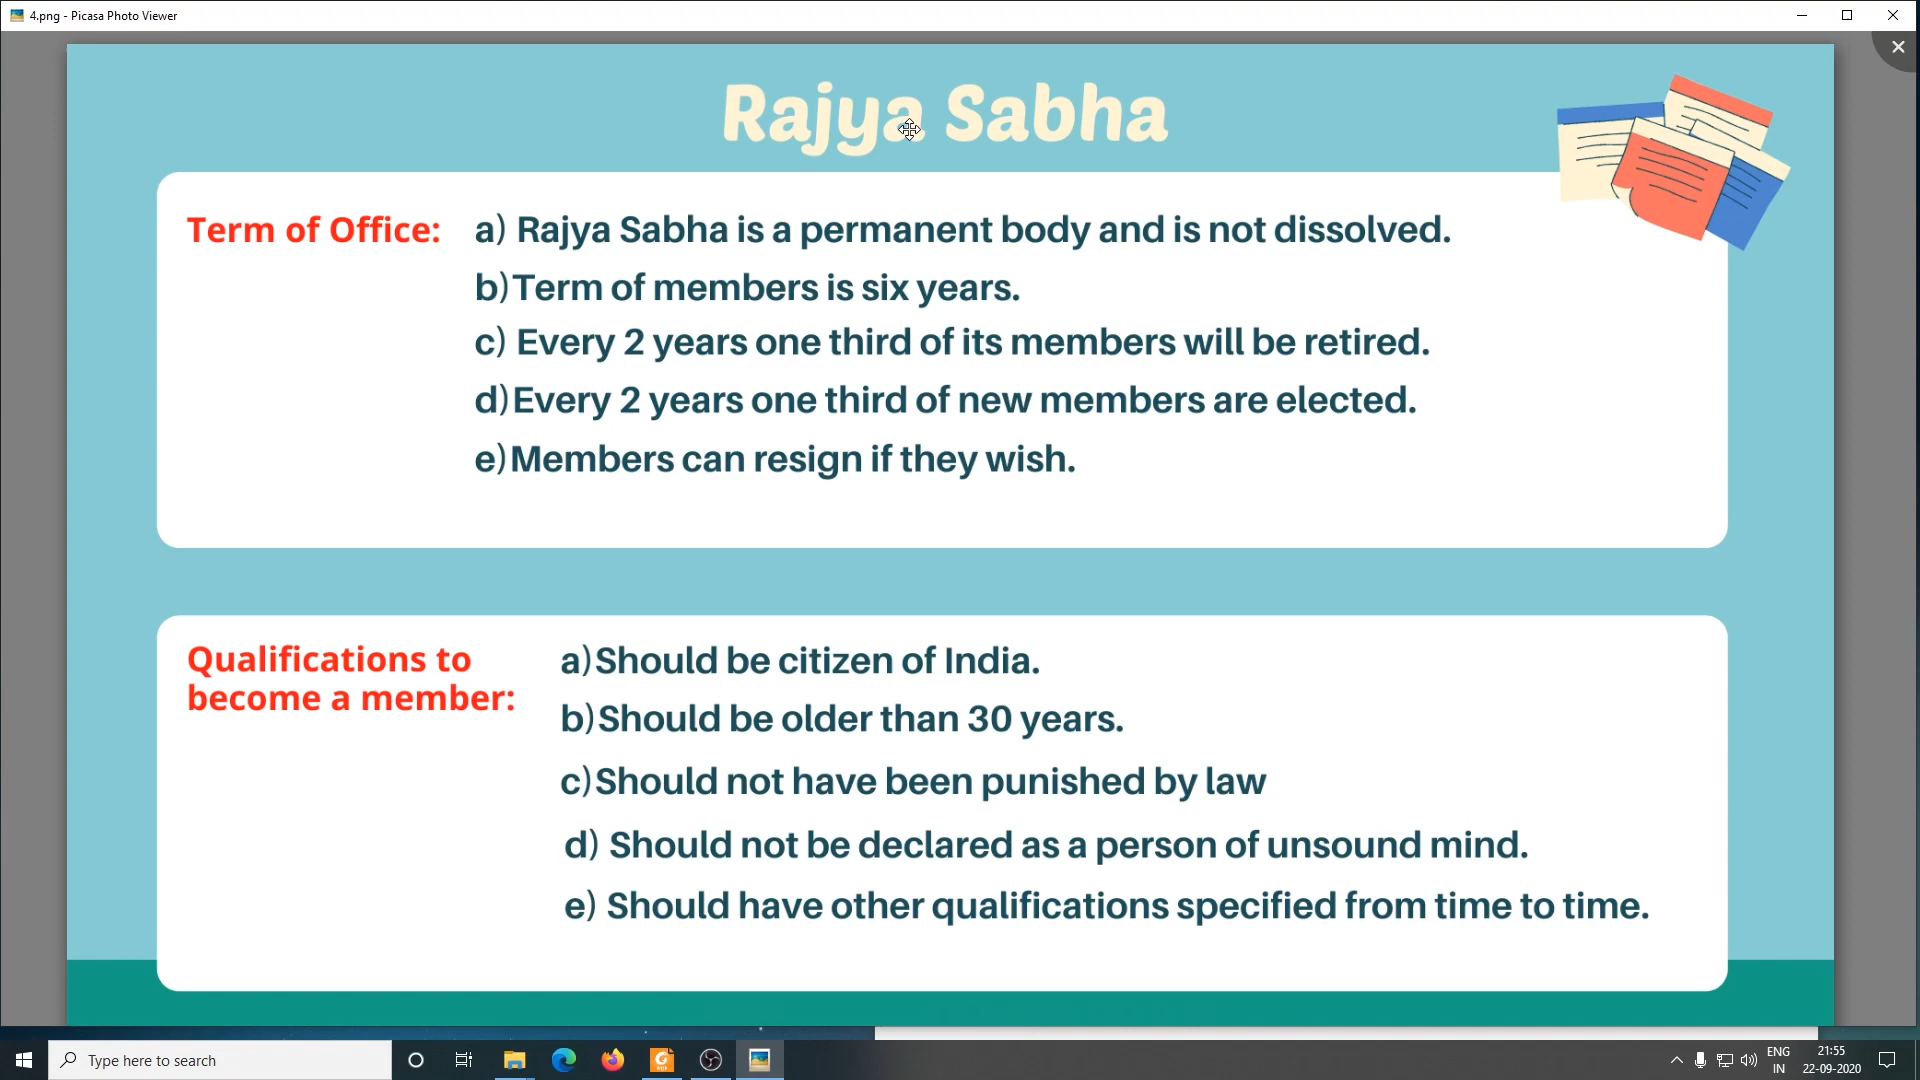 4.png - Picasa Photo Viewer
Rajya Sabha
Term of Office: a) Rajya Sabha is a permanent body and is not dissolved.
b)Term of members is six years.
c) Every 2 years one third of its members will be retired.
d)Every 2 years one third of new members are elected.
e)Members can resign if they wish.
Qualifications to
become a member:
a)Should be citizen of India.
b)Should be older than 30 years.
c)Should not have been punished by law
d) Should not be declared as a person of unsound mind.
e) Should have other qualifications specified from time to time.
Type here to search
ENG
IN
21:55
22-09-2020